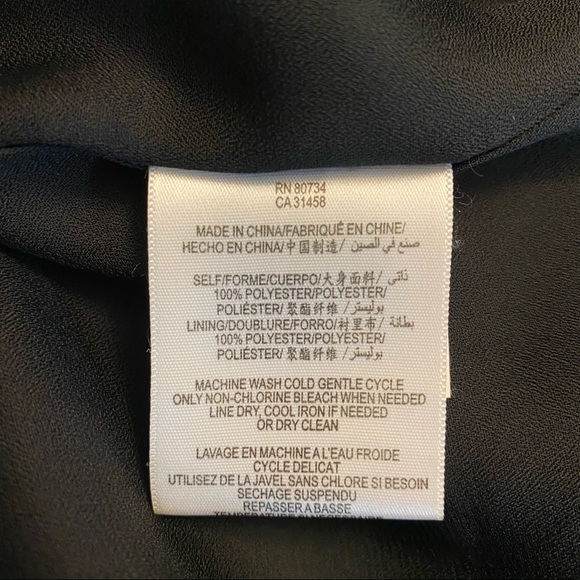 RN 80734
CA 31458
MADE IN CHINA/FABRIQUÉ EN CHINE/
HECHO EN CHINA/中国制造/ صنع في الصين
SELF/FORME/CUERPO/大身面料/ ذاتي
100% POLYESTER/POLYESTER/
POLIÉSTER/ 聚酯纤维 /بوليستر
LINING/DOUBLURE/FORRO/衬里布/ بطانة
100% POLYESTER/POLYESTER/
POLIÉSTER/ 聚酯纤维 /بوليستر
MACHINE WASH COLD GENTLE CYCLE
ONLY NON-CHLORINE BLEACH WHEN NEEDED
LINE DRY, COOL IRON IF NEEDED
OR DRY CLEAN
LAVAGE EN MACHINE A L'EAU FROIDE
CYCLE DELICAT
UTILISEZ DE LA JAVEL SANS CHLORE SI BESOIN
SECHAGE SUSPENDU
REPASSER A BASSE
TEMPERATURE SI NECESSAIRE